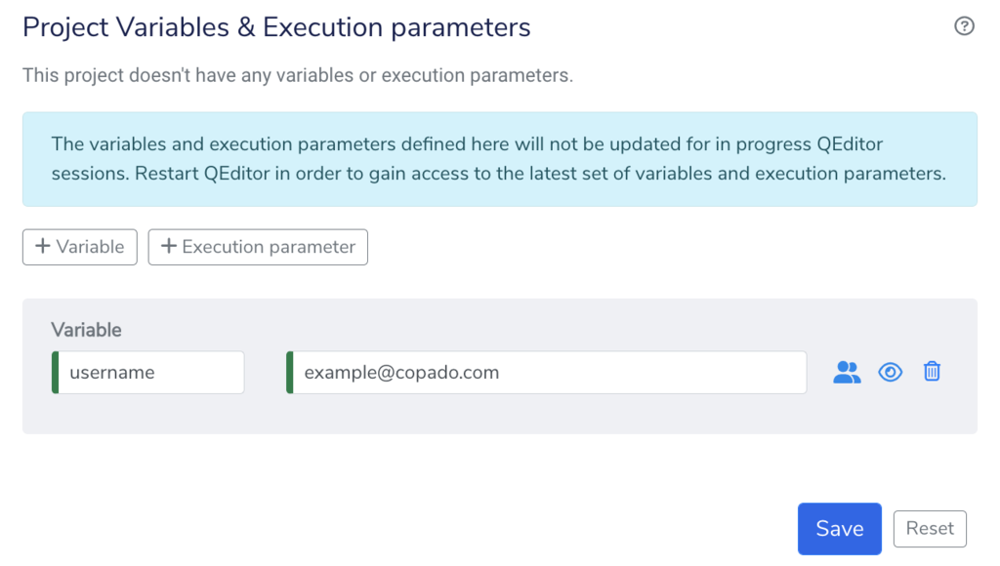 Project Variables & Execution parameters
This project doesn't have any variables or execution parameters.
The variables and execution parameters defined here will not be updated for in progress QEditor
sessions. Restart QEditor in order to gain access to the latest set of variables and execution parameters.
+ Variable + Execution parameter
Variable
username example@copado.com
Save Reset